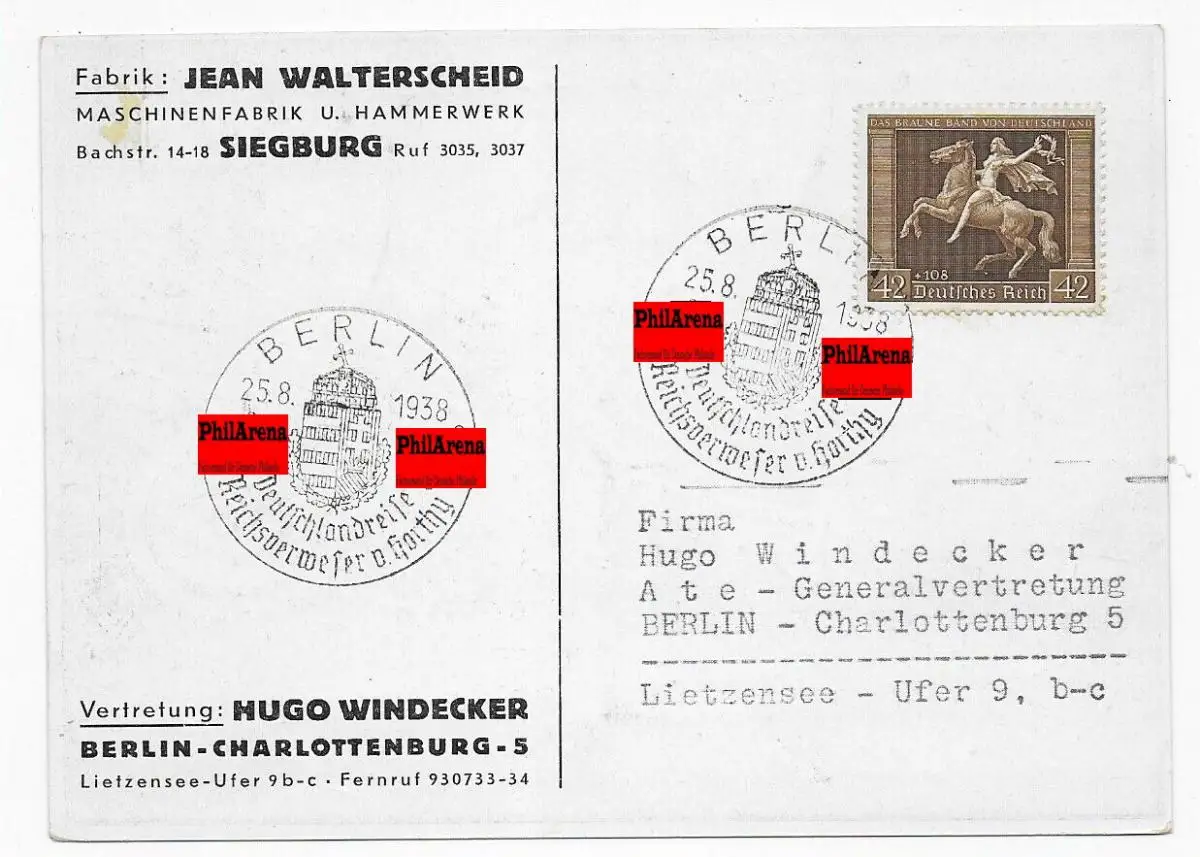 Fabrik: JEAN WALTERSCHEID
MASCHINENFABRIK U. HAMMERWERK
Bachstr. 14-18 SIEGBURG Ruf 3035, 3037
DAS BRAUNE BAND VON DEUTSCHLAND
+108
42 Deutsches Reich 42
BERLIN
25.8. 1938
PhilArena
PhilArena
Deutschlandreise
Reichsverweser v. Horthy
BERLIN
25.8. 1938
PhilArena
PhilArena
Deutschlandreise
Reichsverweser v. Horthy
Firma
Hugo Windecker
Ate - Generalvertretung
BERLIN - Charlottenburg 5
Lietzensee - Ufer 9, b-c
Vertretung: HUGO WINDECKER
BERLIN-CHARLOTTENBURG-5
Lietzensee-Ufer 9b-c · Fernruf 930733-34